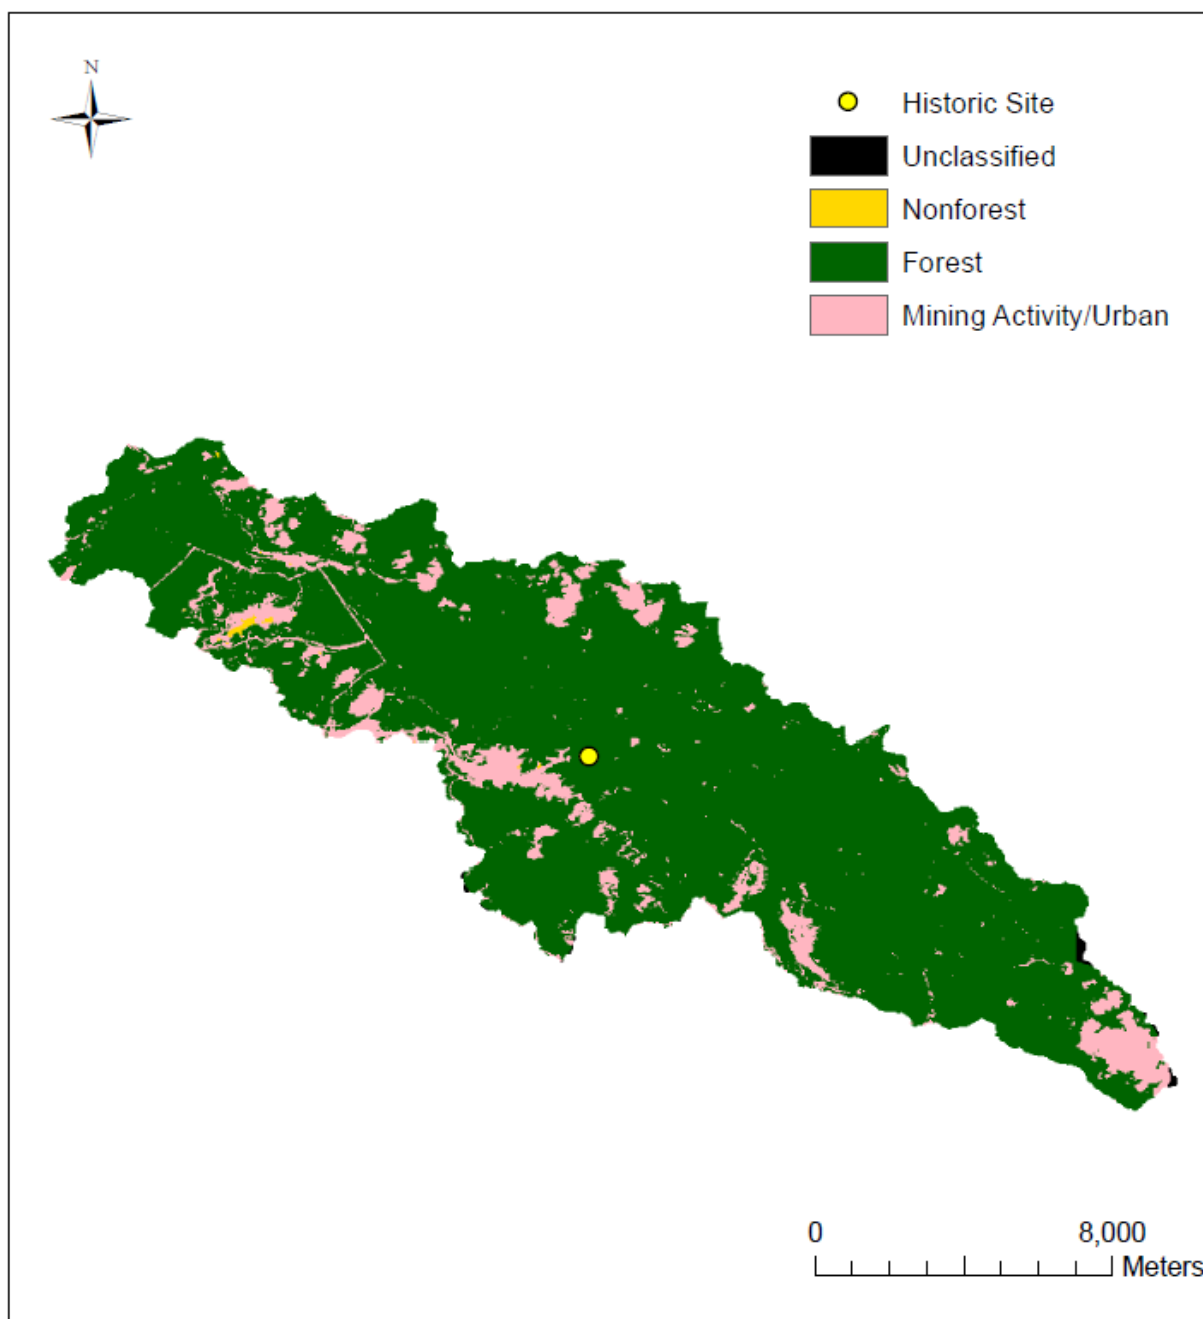 N
Historic Site
Unclassified
Nonforest
Forest
Mining Activity/Urban
0 8,000
Meters